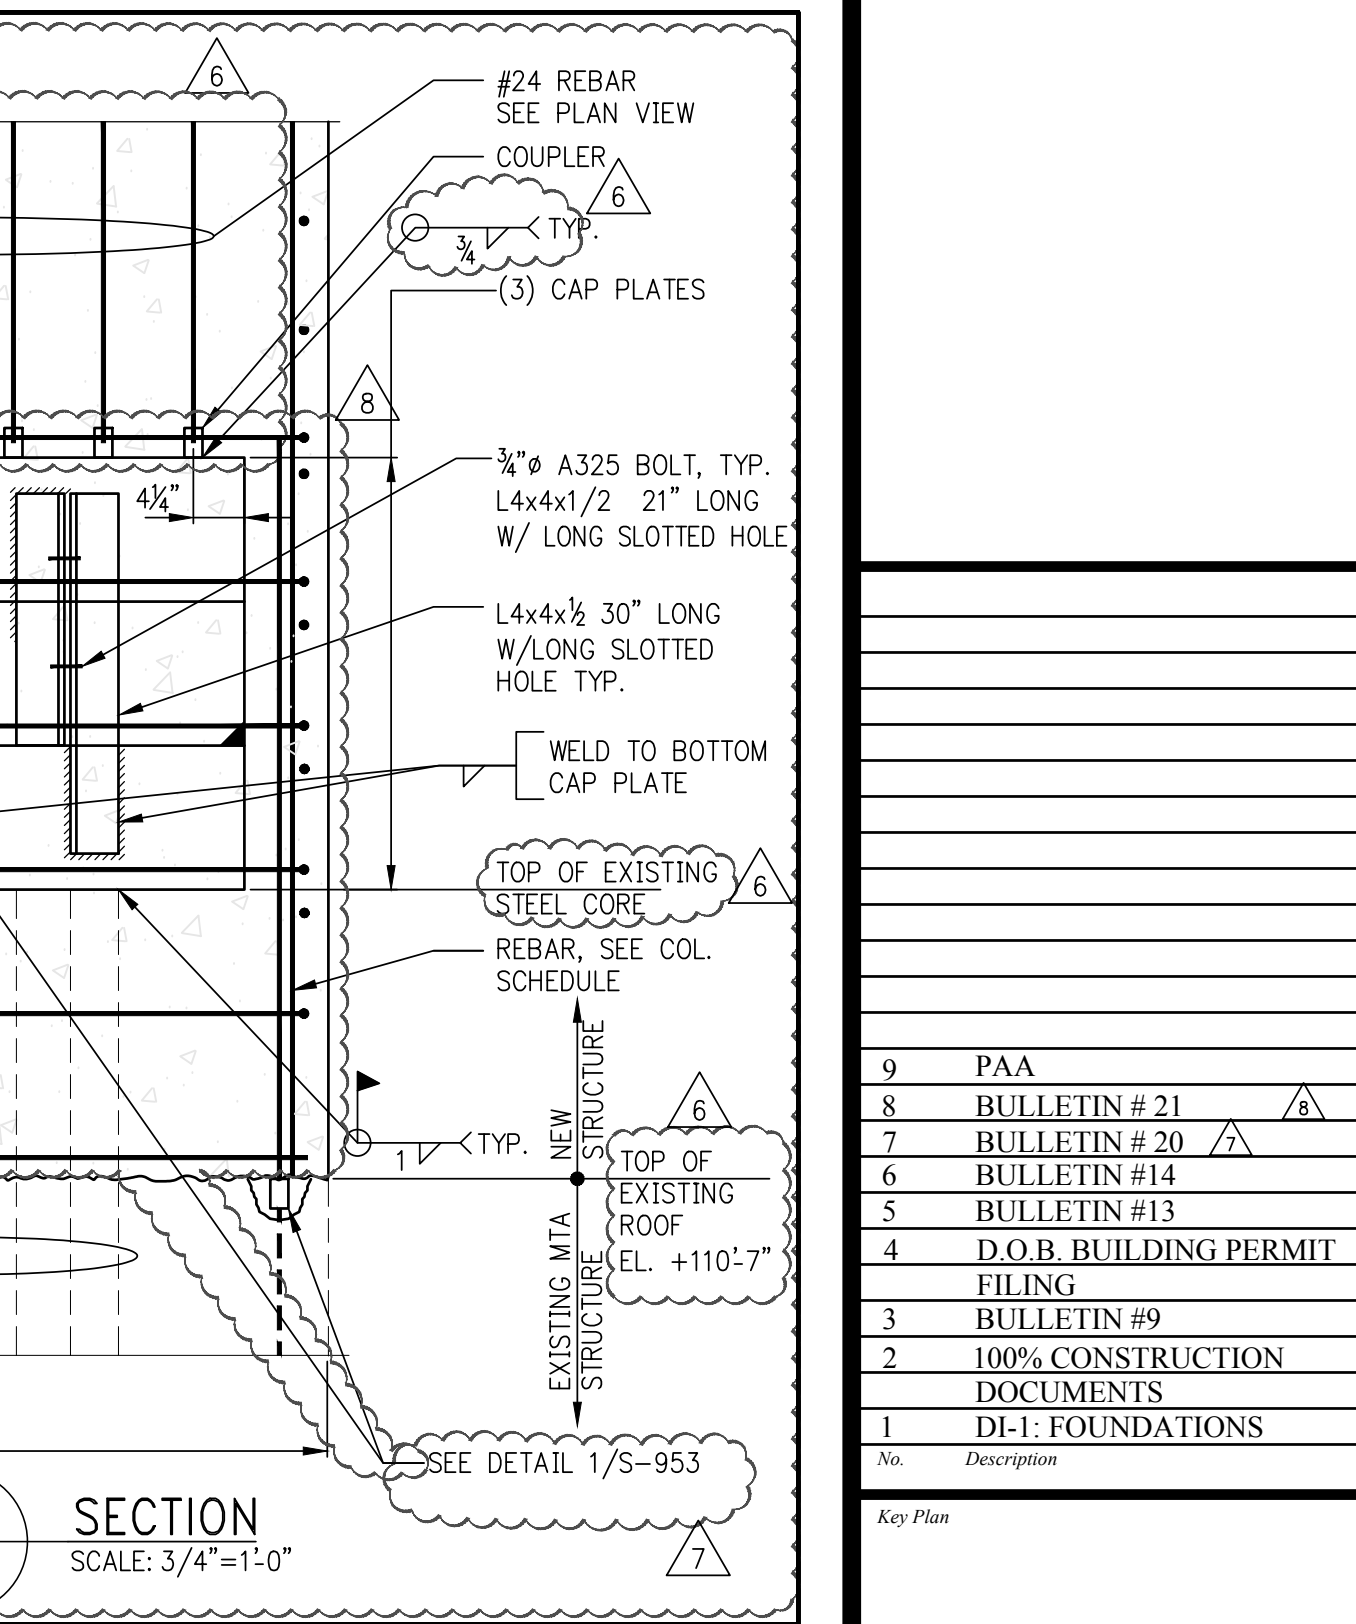 6
#24 REBAR
SEE PLAN VIEW
COUPLER
6
TYP.
3/4
(3) CAP PLATES
8
3/4"ø A325 BOLT, TYP.
L4x4x1/2 21" LONG
W/ LONG SLOTTED HOLE
4 1/4"
L4x4x1/2 30" LONG
W/LONG SLOTTED
HOLE TYP.
WELD TO BOTTOM
CAP PLATE
TOP OF EXISTING
STEEL CORE
6
REBAR, SEE COL.
SCHEDULE
NEW
STRUCTURE
1
TYP.
6
TOP OF
EXISTING
ROOF
EL. +110'-7"
EXISTING MTA
STRUCTURE
SEE DETAIL 1/S-953
7
SECTION
SCALE: 3/4"=1'-0"
9 PAA
8 BULLETIN # 21 8
7 BULLETIN # 20 7
6 BULLETIN #14
5 BULLETIN #13
4 D.O.B. BUILDING PERMIT
FILING
3 BULLETIN #9
2 100% CONSTRUCTION
DOCUMENTS
1 DI-1: FOUNDATIONS
No. Description
Key Plan